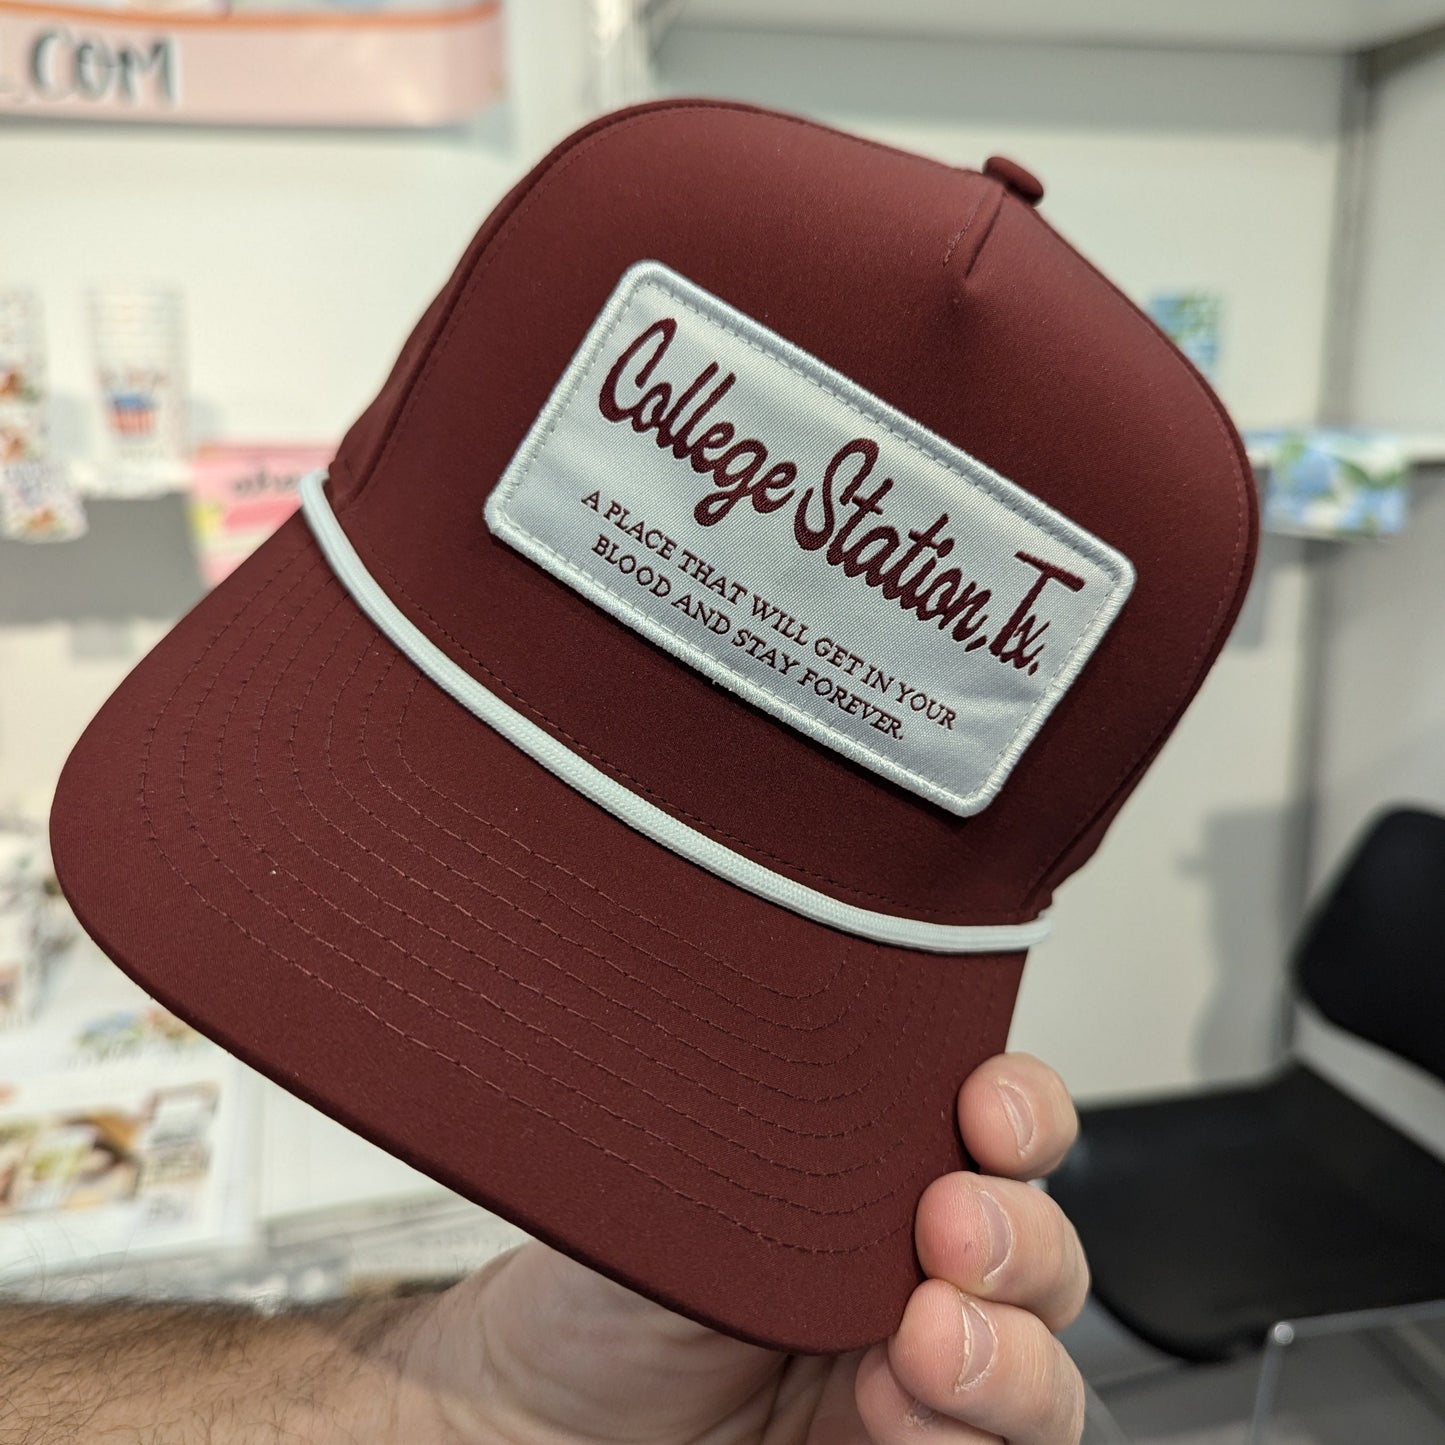 .COM
College Station, Tx.
A PLACE THAT WILL GET IN YOUR
BLOOD AND STAY FOREVER.